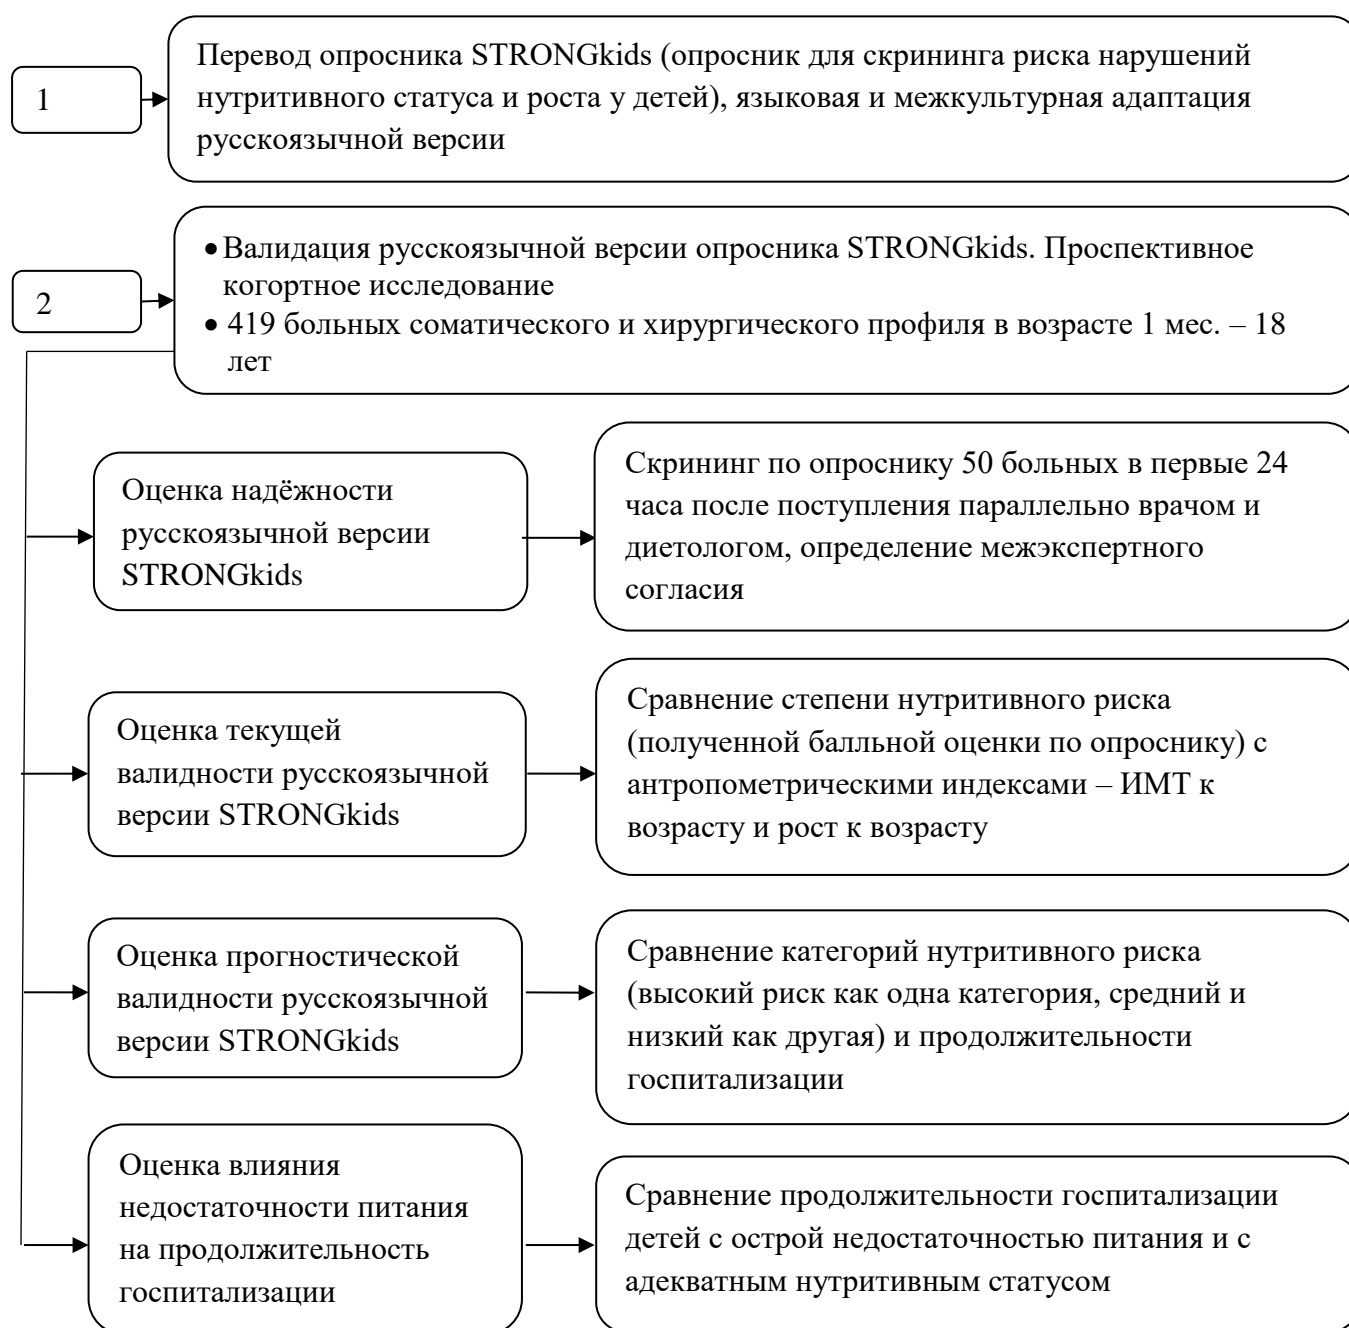 1
Перевод опросника STRONGkids (опросник для скрининга риска нарушений
нутритивного статуса и роста у детей), языковая и межкультурная адаптация
русскоязычной версии
2
• Валидация русскоязычной версии опросника STRONGkids. Проспективное
когортное исследование
• 419 больных соматического и хирургического профиля в возрасте 1 мес. – 18
лет
Оценка надёжности
русскоязычной версии
STRONGkids
Скрининг по опроснику 50 больных в первые 24
часа после поступления параллельно врачом и
диетологом, определение межэкспертного
согласия
Оценка текущей
валидности русскоязычной
версии STRONGkids
Сравнение степени нутритивного риска
(полученной балльной оценки по опроснику) с
антропометрическими индексами – ИМТ к
возрасту и рост к возрасту
Оценка прогностической
валидности русскоязычной
версии STRONGkids
Сравнение категорий нутритивного риска
(высокий риск как одна категория, средний и
низкий как другая) и продолжительности
госпитализации
Оценка влияния
недостаточности питания
на продолжительность
госпитализации
Сравнение продолжительности госпитализации
детей с острой недостаточностью питания и с
адекватным нутритивным статусом